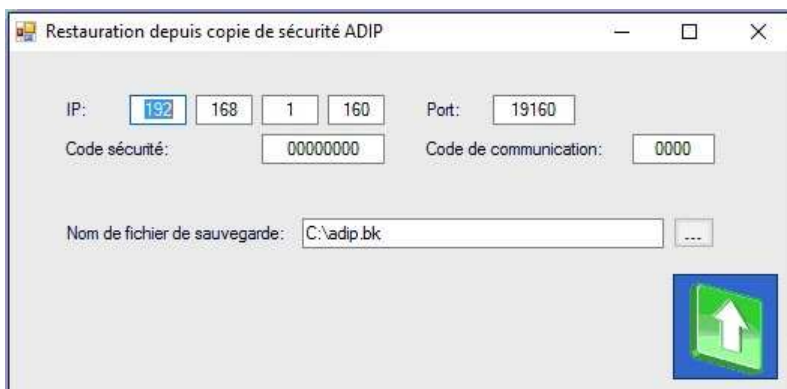 Restauration depuis copie de sécurité ADIP
IP: 192 168 1 160 Port: 19160
Code sécurité: 00000000 Code de communication: 0000
Nom de fichier de sauvegarde: C:\adip.bk ...